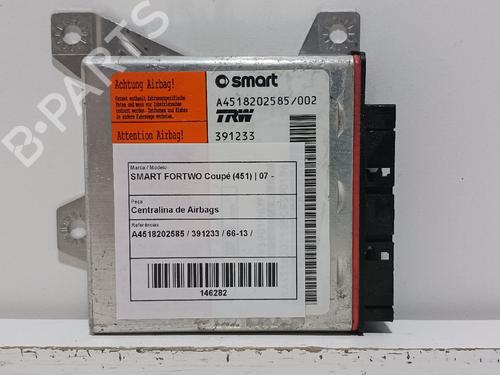 B-PARTS
Achtung Airbag!
Attention Airbag!
smart
A4518202585/002
TRW
391233
Marca / Modelo
SMART FORTWO Coupé (451) | 07 -
Peça
Centralina de Airbags
Referências
A4518202585 / 391233 / 66-13 /
146282